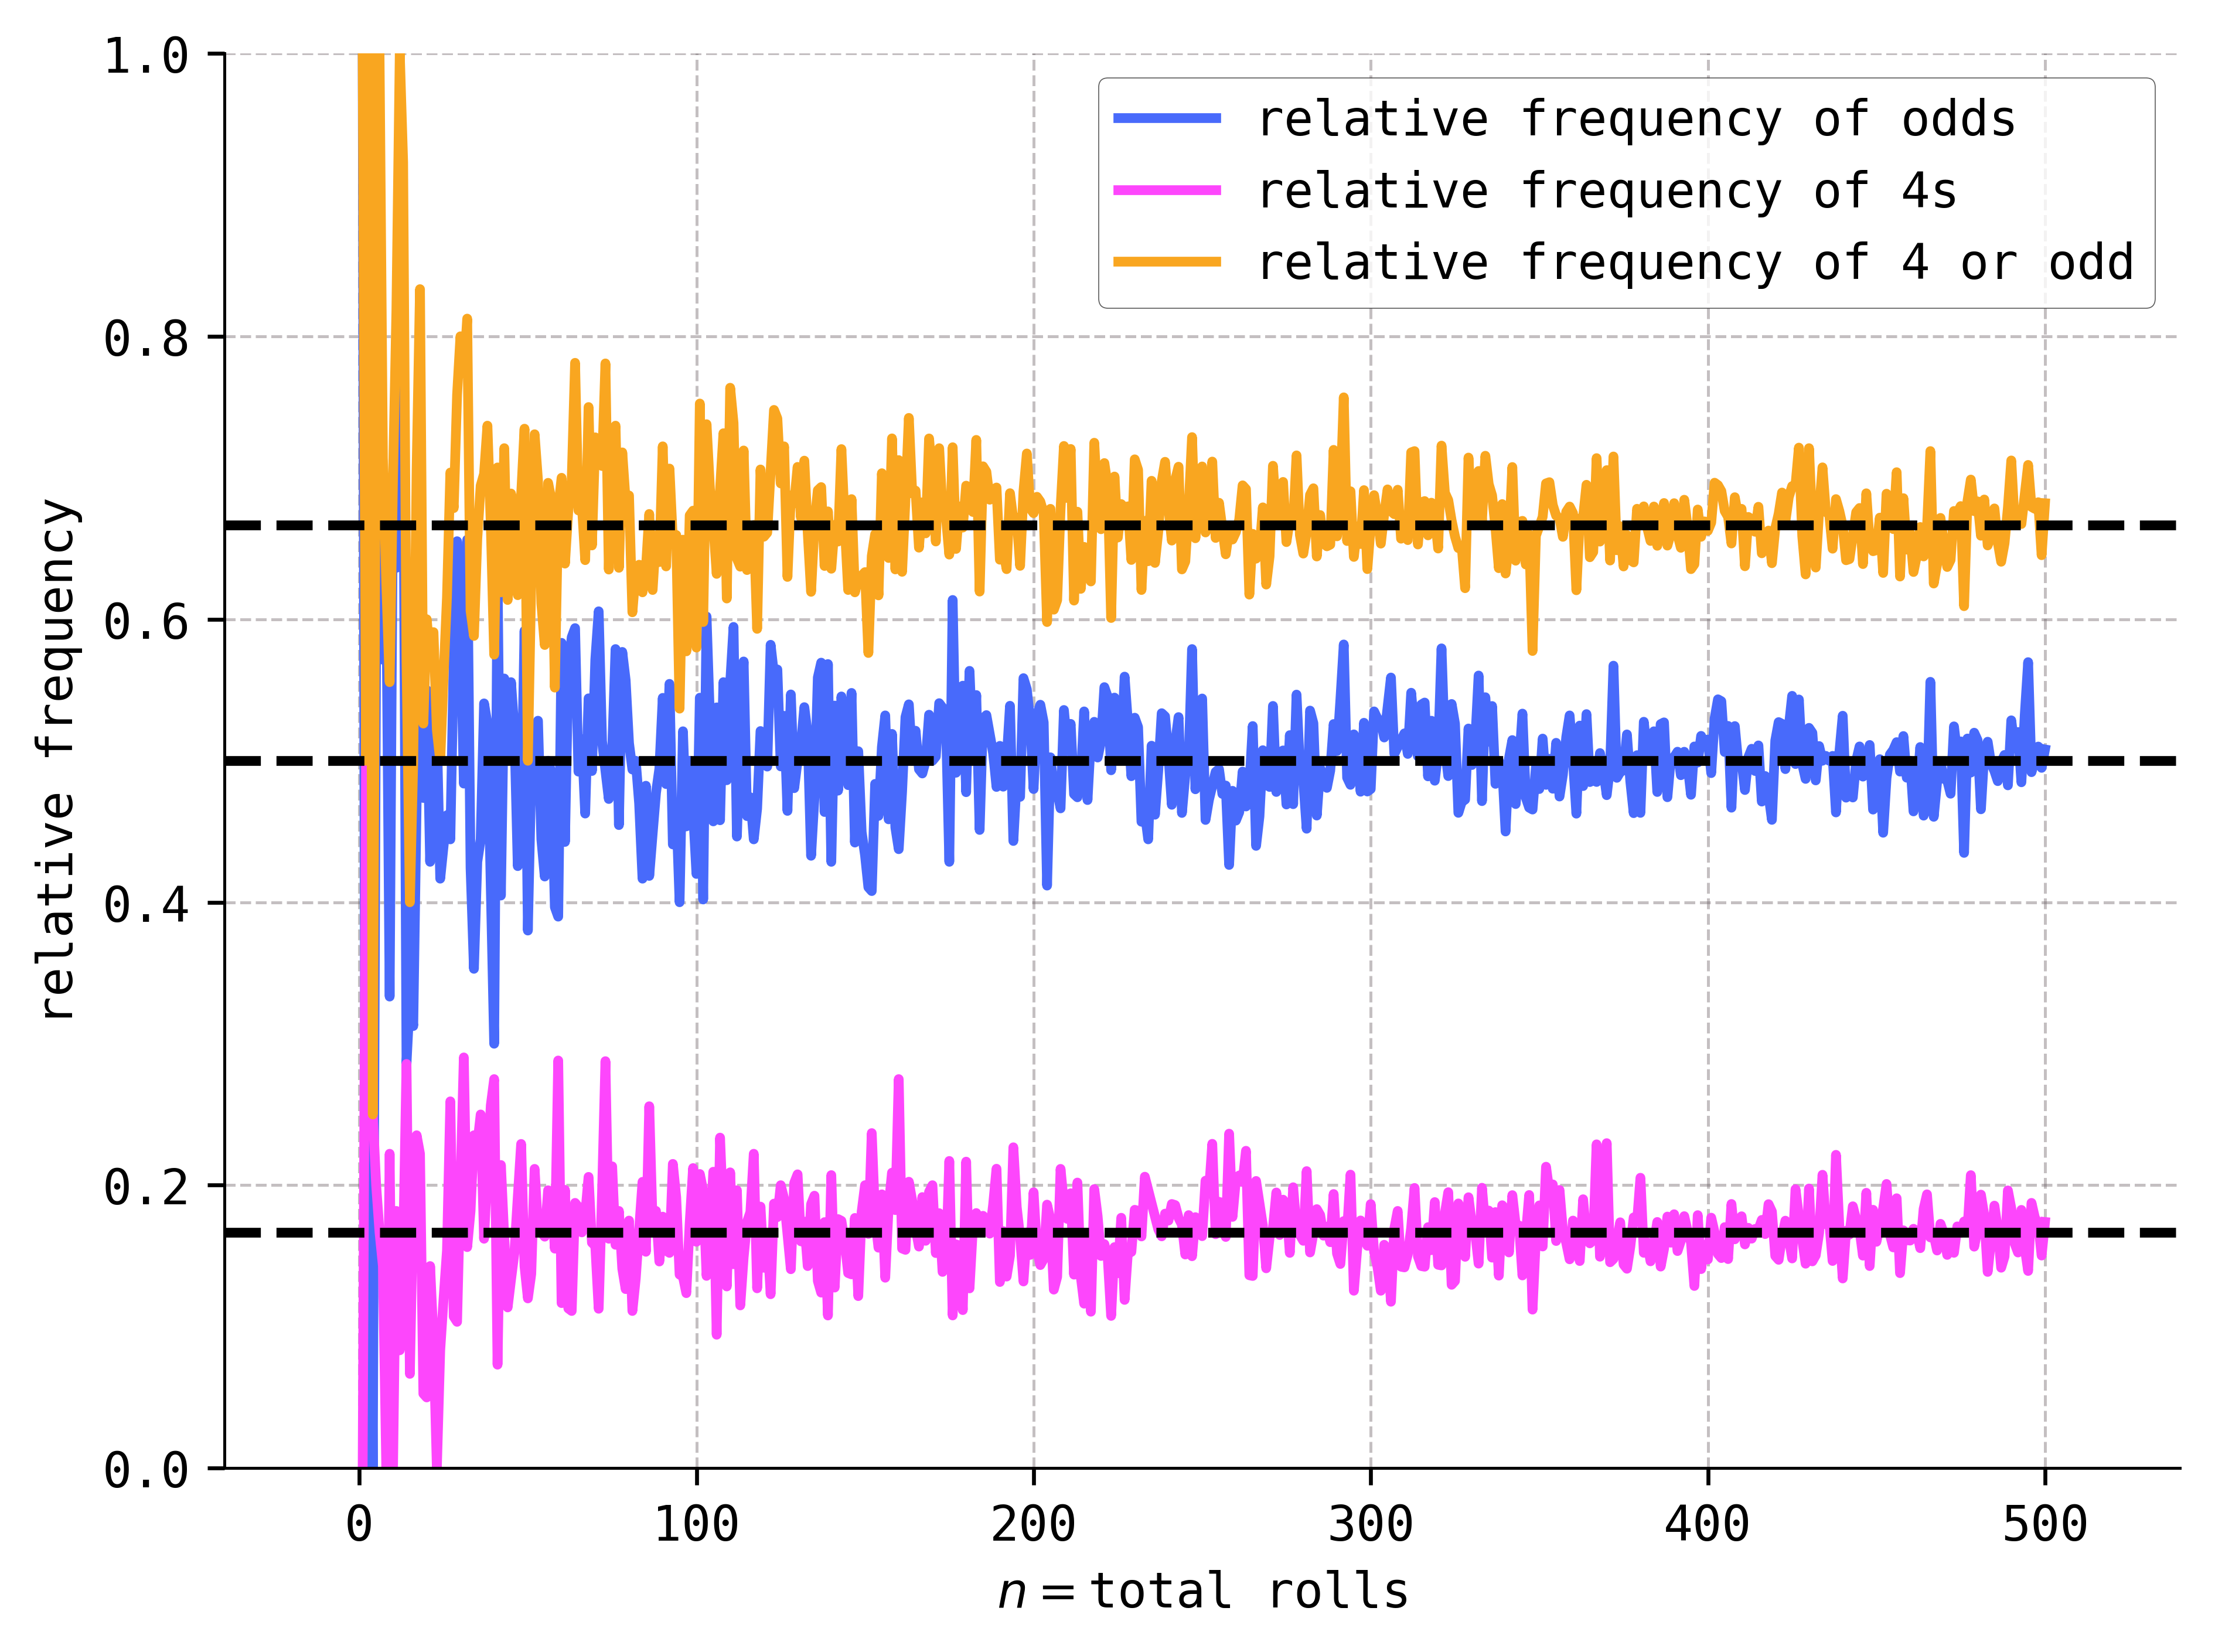 1.0
0.8
0.6
0.4
0.2
0.0
relative frequency
relative frequency of odds
relative frequency of 4s
relative frequency of 4 or odd
0 100 200 300 400 500
n = total rolls